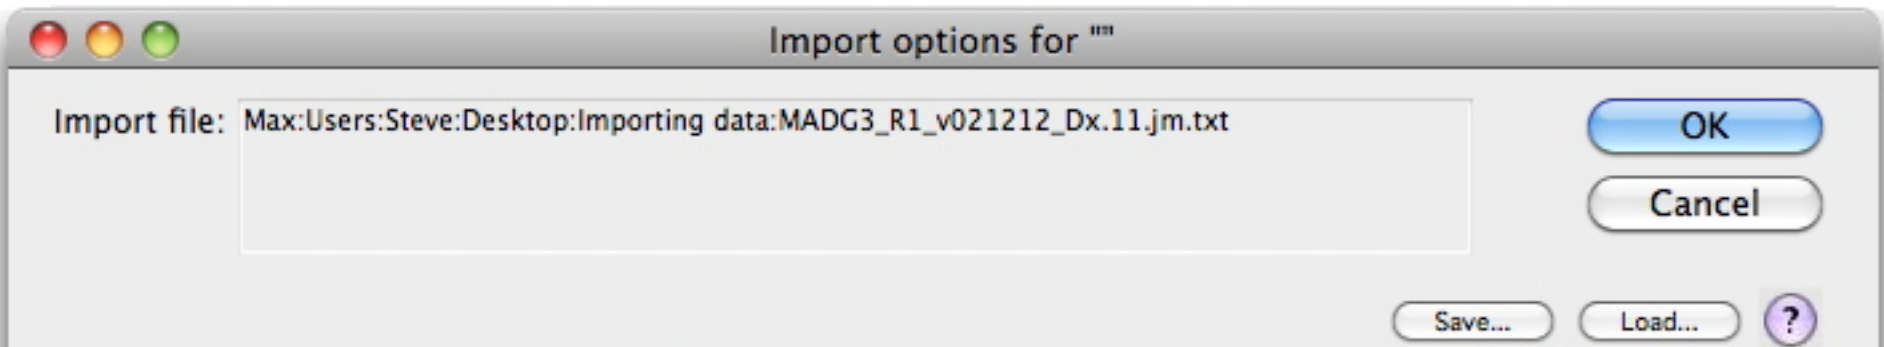 Import options for ""
Import file: Max:Users:Steve:Desktop:Importing data:MADG3_R1_v021212_Dx.11.jm.txt
OK
Cancel
Save...
Load...
?